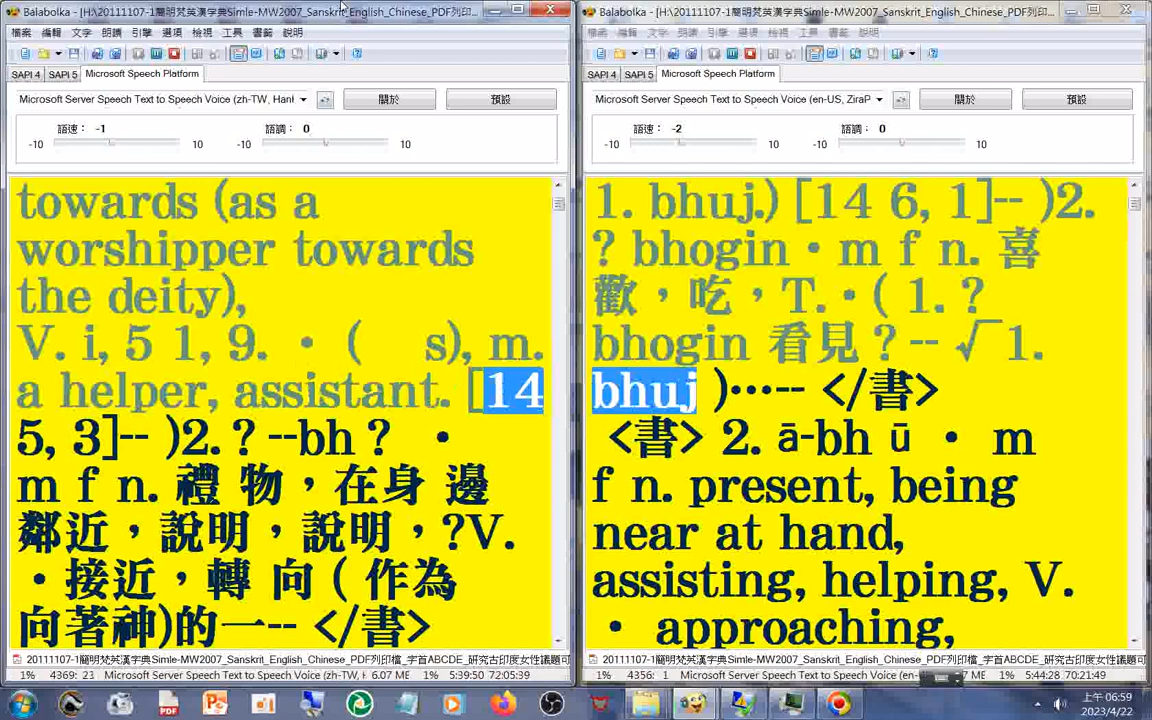 Balabolka - [H:\20111107-1簡明梵英漢字典Simle-MW2007_Sanskrit_English_Chinese_PDF列印...
檔案 編輯 文字 朗讀 引擎 選項 檢視 工具 書籤 說明
SAPI 4 SAPI 5 Microsoft Speech Platform
Microsoft Server Speech Text to Speech Voice (zh-TW, Hanl 關於 預設
語速: -1 語調: 0
-10 10 -10 10
towards (as a
worshipper towards
the deity),
V. i, 5 1, 9. • ( s), m.
a helper, assistant. [14
5, 3]-- )2. ? --bh ? •
m f n. 禮 物，在身 邊
鄰近，說明，說明，?V.
•接近，轉 向 ( 作為
向著神)的一-- </書>
20111107-1簡明梵英漢字典Simle-MW2007_Sanskrit_English_Chinese_PDF列印檔_字首ABCDE_研究古印度女性議題可
4369: 23 Microsoft Server Speech Text to Speech Voice (zh-TW, H 6.07 MB 1% 5:39:50 72:05:39
Balabolka - [H:\20111107-1簡明梵英漢字典Simle-MW2007_Sanskrit_English_Chinese_PDF列印...
檔案 編輯 文字 朗讀 引擎 選項 檢視 工具 書籤 說明
SAPI 4 SAPI 5 Microsoft Speech Platform
Microsoft Server Speech Text to Speech Voice (en-US, ZiraP 關於 預設
語速: -2 語調: 0
-10 10 -10 10
1. bhuj.) [14 6, 1]-- )2.
? bhogin • m f n. 喜
歡，吃，T. •( 1. ?
bhogin 看見？-- √ 1.
bhuj )…-- </書>
<書> 2. ā-bh ū • m
f n. present, being
near at hand,
assisting, helping, V.
• approaching,
20111107-1簡明梵英漢字典Simle-MW2007_Sanskrit_English_Chinese_PDF列印檔_字首ABCDE_研究古印度女性議題可
4356: 1 Microsoft Server Speech Text to Speech Voice (en-US, 6.07 MB 1% 5:44:28 70:21:49
上午 06:59
2023/4/22